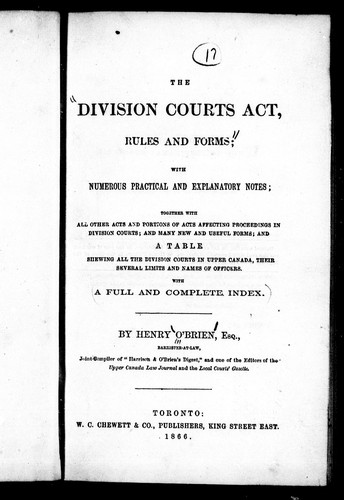 17
THE
"DIVISION COURTS ACT,
RULES AND FORMS;"
WITH
NUMEROUS PRACTICAL AND EXPLANATORY NOTES;
TOGETHER WITH
ALL OTHER ACTS AND PORTIONS OF ACTS AFFECTING PROCEEDINGS IN
DIVISION COURTS; AND MANY NEW AND USEFUL FORMS; AND
A TABLE
SHEWING ALL THE DIVISION COURTS IN UPPER CANADA, THEIR
SEVERAL LIMITS AND NAMES OF OFFICERS.
WITH
A FULL AND COMPLETE INDEX.
BY HENRY O'BRIEN, ESQ.,
BARRISTER-AT-LAW,
Joint-Compiler of "Harrison & O'Brien's Digest," and one of the Editors of the
Upper Canada Law Journal and the Local Courts' Gazette.
TORONTO:
W. C. CHEWETT & CO., PUBLISHERS, KING STREET EAST.
1866.